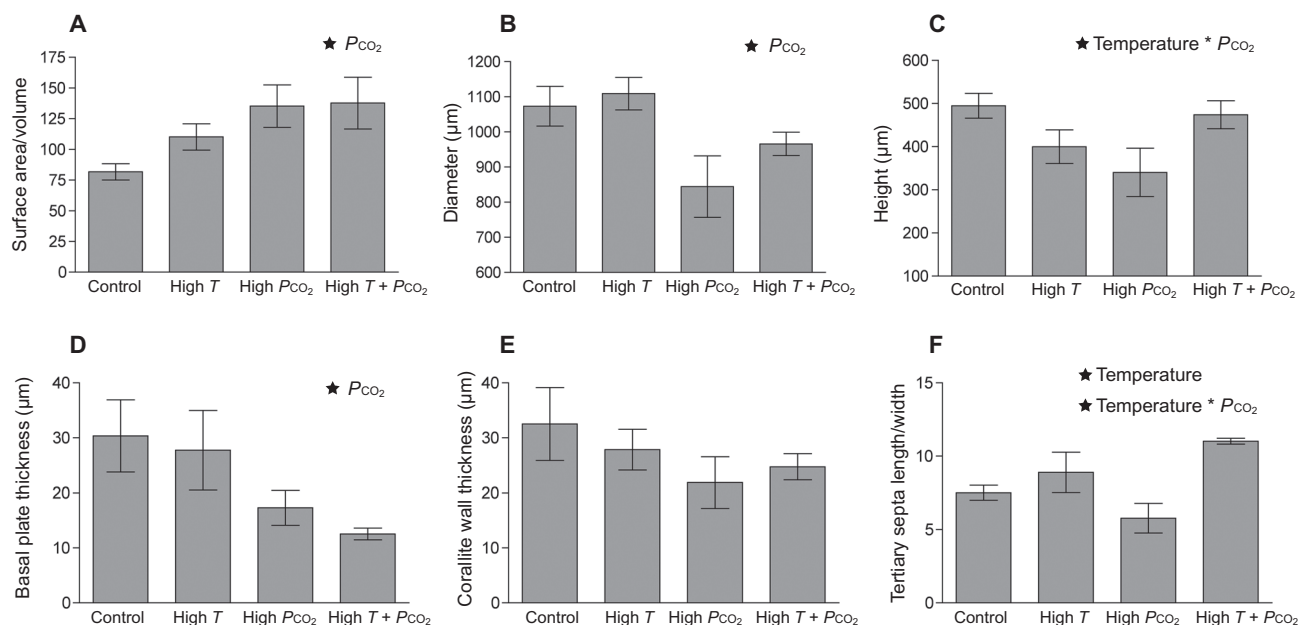 A
★ PCO2
Surface area/volume
175
150
125
100
75
50
25
0
Control High T High PCO2 High T + PCO2
B
★ PCO2
Diameter (µm)
1200
1100
1000
900
800
700
600
Control High T High PCO2 High T + PCO2
C
★ Temperature * PCO2
Height (µm)
600
500
400
300
200
100
Control High T High PCO2 High T + PCO2
D
★ PCO2
Basal plate thickness (µm)
40
30
20
10
0
Control High T High PCO2 High T + PCO2
E
Corallite wall thickness (µm)
40
30
20
10
0
Control High T High PCO2 High T + PCO2
F
★ Temperature
★ Temperature * PCO2
Tertiary septa length/width
15
10
5
0
Control High T High PCO2 High T + PCO2